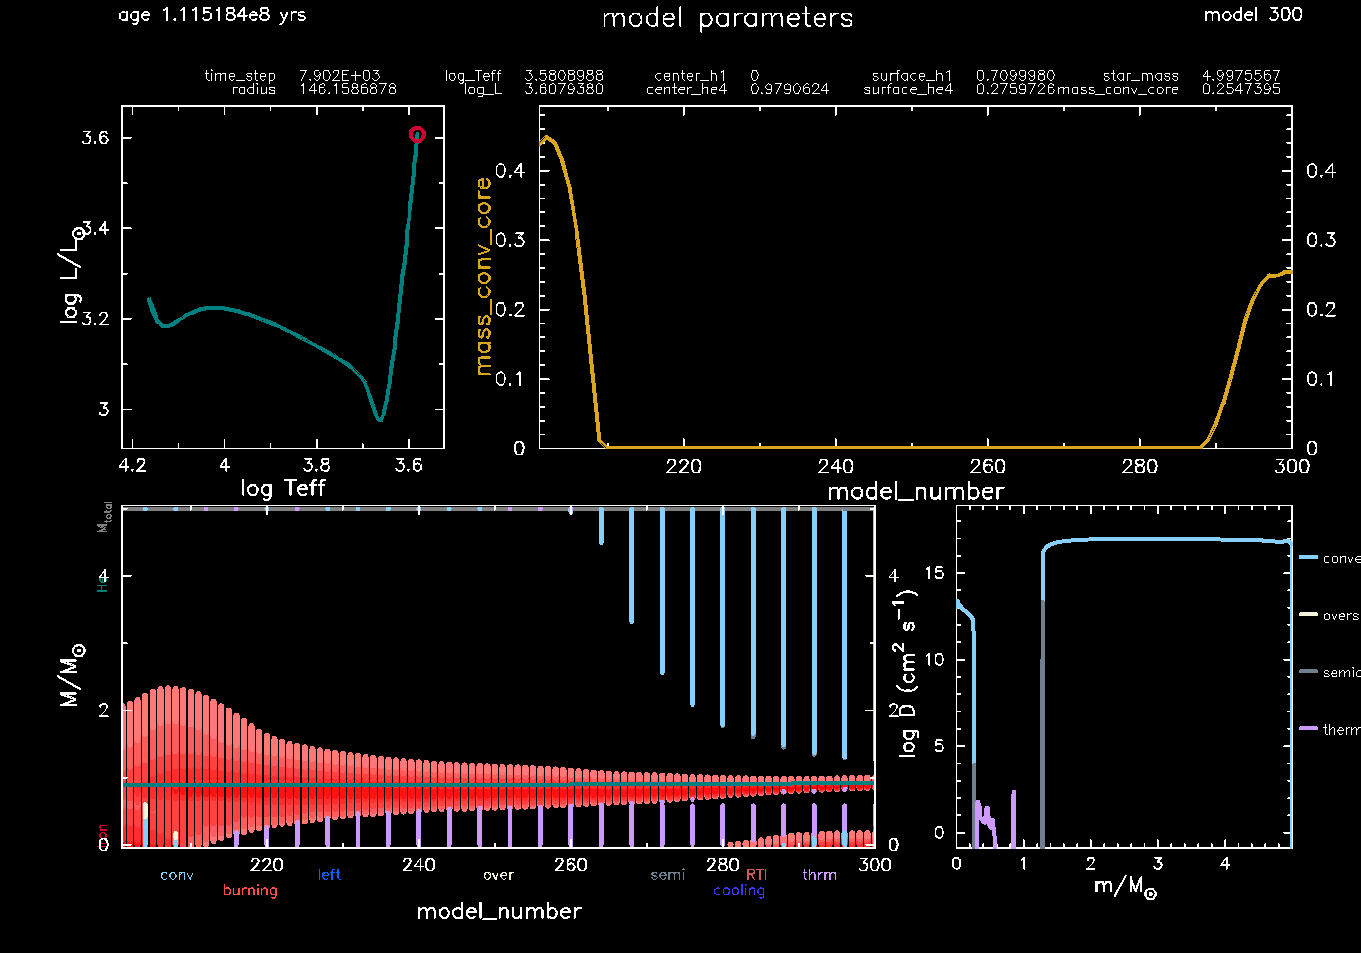 age 1.115184e8 yrs
model parameters
model 300
time_step 7.902E+03 log_Teff 3.5808988 center_h1 0 surface_h1 0.7099980 star_mass 4.9975567
radius 146.1586878 log_L 3.6079380 center_he4 0.9790624 surface_he4 0.2759726 mass_conv_core 0.2547395
log L/L⊙
3.6
3.4
3.2
3
4.2 4 3.8 3.6
log Teff
mass_conv_core
0.4 0.4
0.3 0.3
0.2 0.2
0.1 0.1
0 0
220 240 260 280 300
model_number
M/M⊙
Mtotal
He
4 4
2 2
0 0
220 240 260 280 300
conv left over semi RTI thrm
burning cooling
model_number
log D (cm² s⁻¹)
15
10
5
0
0 1 2 3 4
m/M⊙
conve
overs
semic
therm